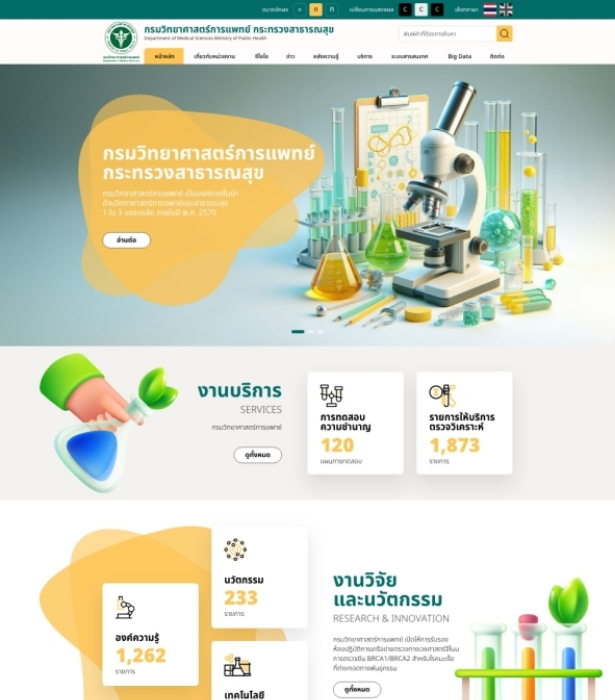 ขนาดอักษร ก ก ก เปลี่ยนการแสดงผล C C C เลือกภาษา
กรมวิทยาศาสตร์การแพทย์ กระทรวงสาธารณสุข
Department of Medical Sciences Ministry of Public Health
พิมพ์คำที่ต้องการค้นหา
หน้าหลัก เกี่ยวกับหน่วยงาน ซีโอโอ ข่าว คลังความรู้ บริการ ระบบสารสนเทศ Big Data ติดต่อ
กรมวิทยาศาสตร์การแพทย์
กระทรวงสาธารณสุข
กรมวิทยาศาสตร์การแพทย์ เป็นองค์การชั้นนำ
ด้านวิทยาศาสตร์การแพทย์และสาธารณสุข
1 ใน 3 ของเอเชีย ภายในปี พ.ศ. 2570
อ่านต่อ
งานบริการ
SERVICES
กรมวิทยาศาสตร์การแพทย์
ดูทั้งหมด
การทดสอบ
ความชำนาญ
120
แผนการทดสอบ
รายการให้บริการ
ตรวจวิเคราะห์
1,873
รายการ
นวัตกรรม
233
รายการ
องค์ความรู้
1,262
รายการ
เทคโนโลยี
งานวิจัย
และนวัตกรรม
RESEARCH & INNOVATION
กรมวิทยาศาสตร์การแพทย์ เปิดให้การรับรอง
ห้องปฏิบัติการเครือข่ายตรวจทางเวชศาสตร์จีโนม
การตรวจยีน BRCA1/BRCA2 สำหรับโรคมะเร็ง
ที่ถ่ายทอดทางพันธุกรรม
ดูทั้งหมด